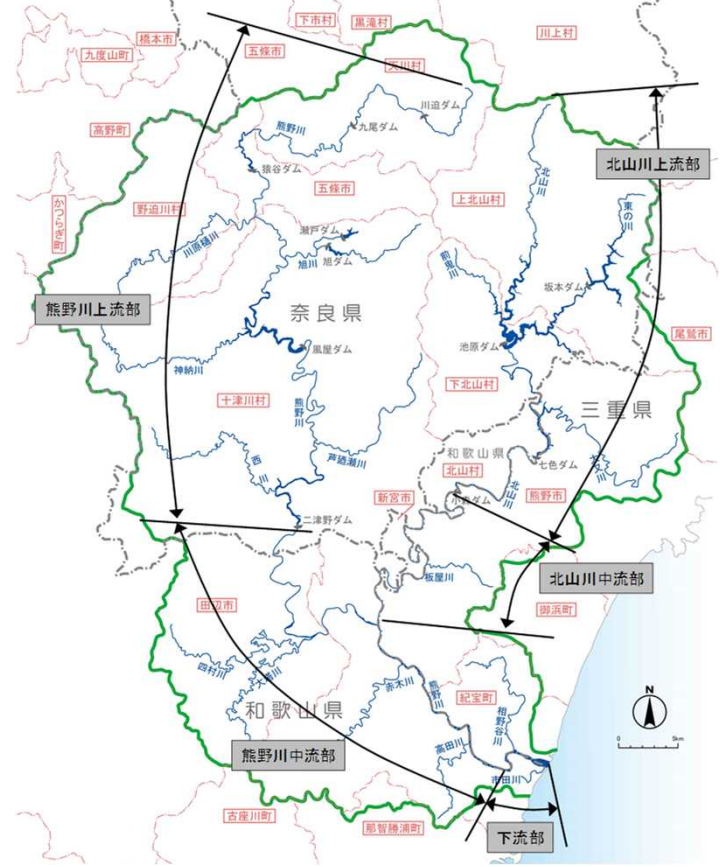 下市村
黒滝村
川上村
橋本市
五條市
九度山町
天川村
川迫ダム
高野町
熊野川
九尾ダム
北山川上流部
猿谷ダム
五條市
北山川
上北山村
かつらぎ町
野迫川村
東の川
瀬戸ダム
川原樋川
旭川
旭ダム
前鬼川
坂本ダム
熊野川上流部
奈良県
尾鷲市
風屋ダム
池原ダム
神納川
下北山村
十津川村
熊野川
三重県
和歌山県
芦廼瀬川
西川
北山村
七色ダム
大又川
新宮市
小森ダム
北山川
熊野市
二津野ダム
板屋川
北山川中流部
田辺市
御浜町
四村川
大塔川
赤木川
熊野川
紀宝町
相野谷川
N
和歌山県
熊野川中流部
高田川
0
5km
市田川
古座川町
那智勝浦町
下流部